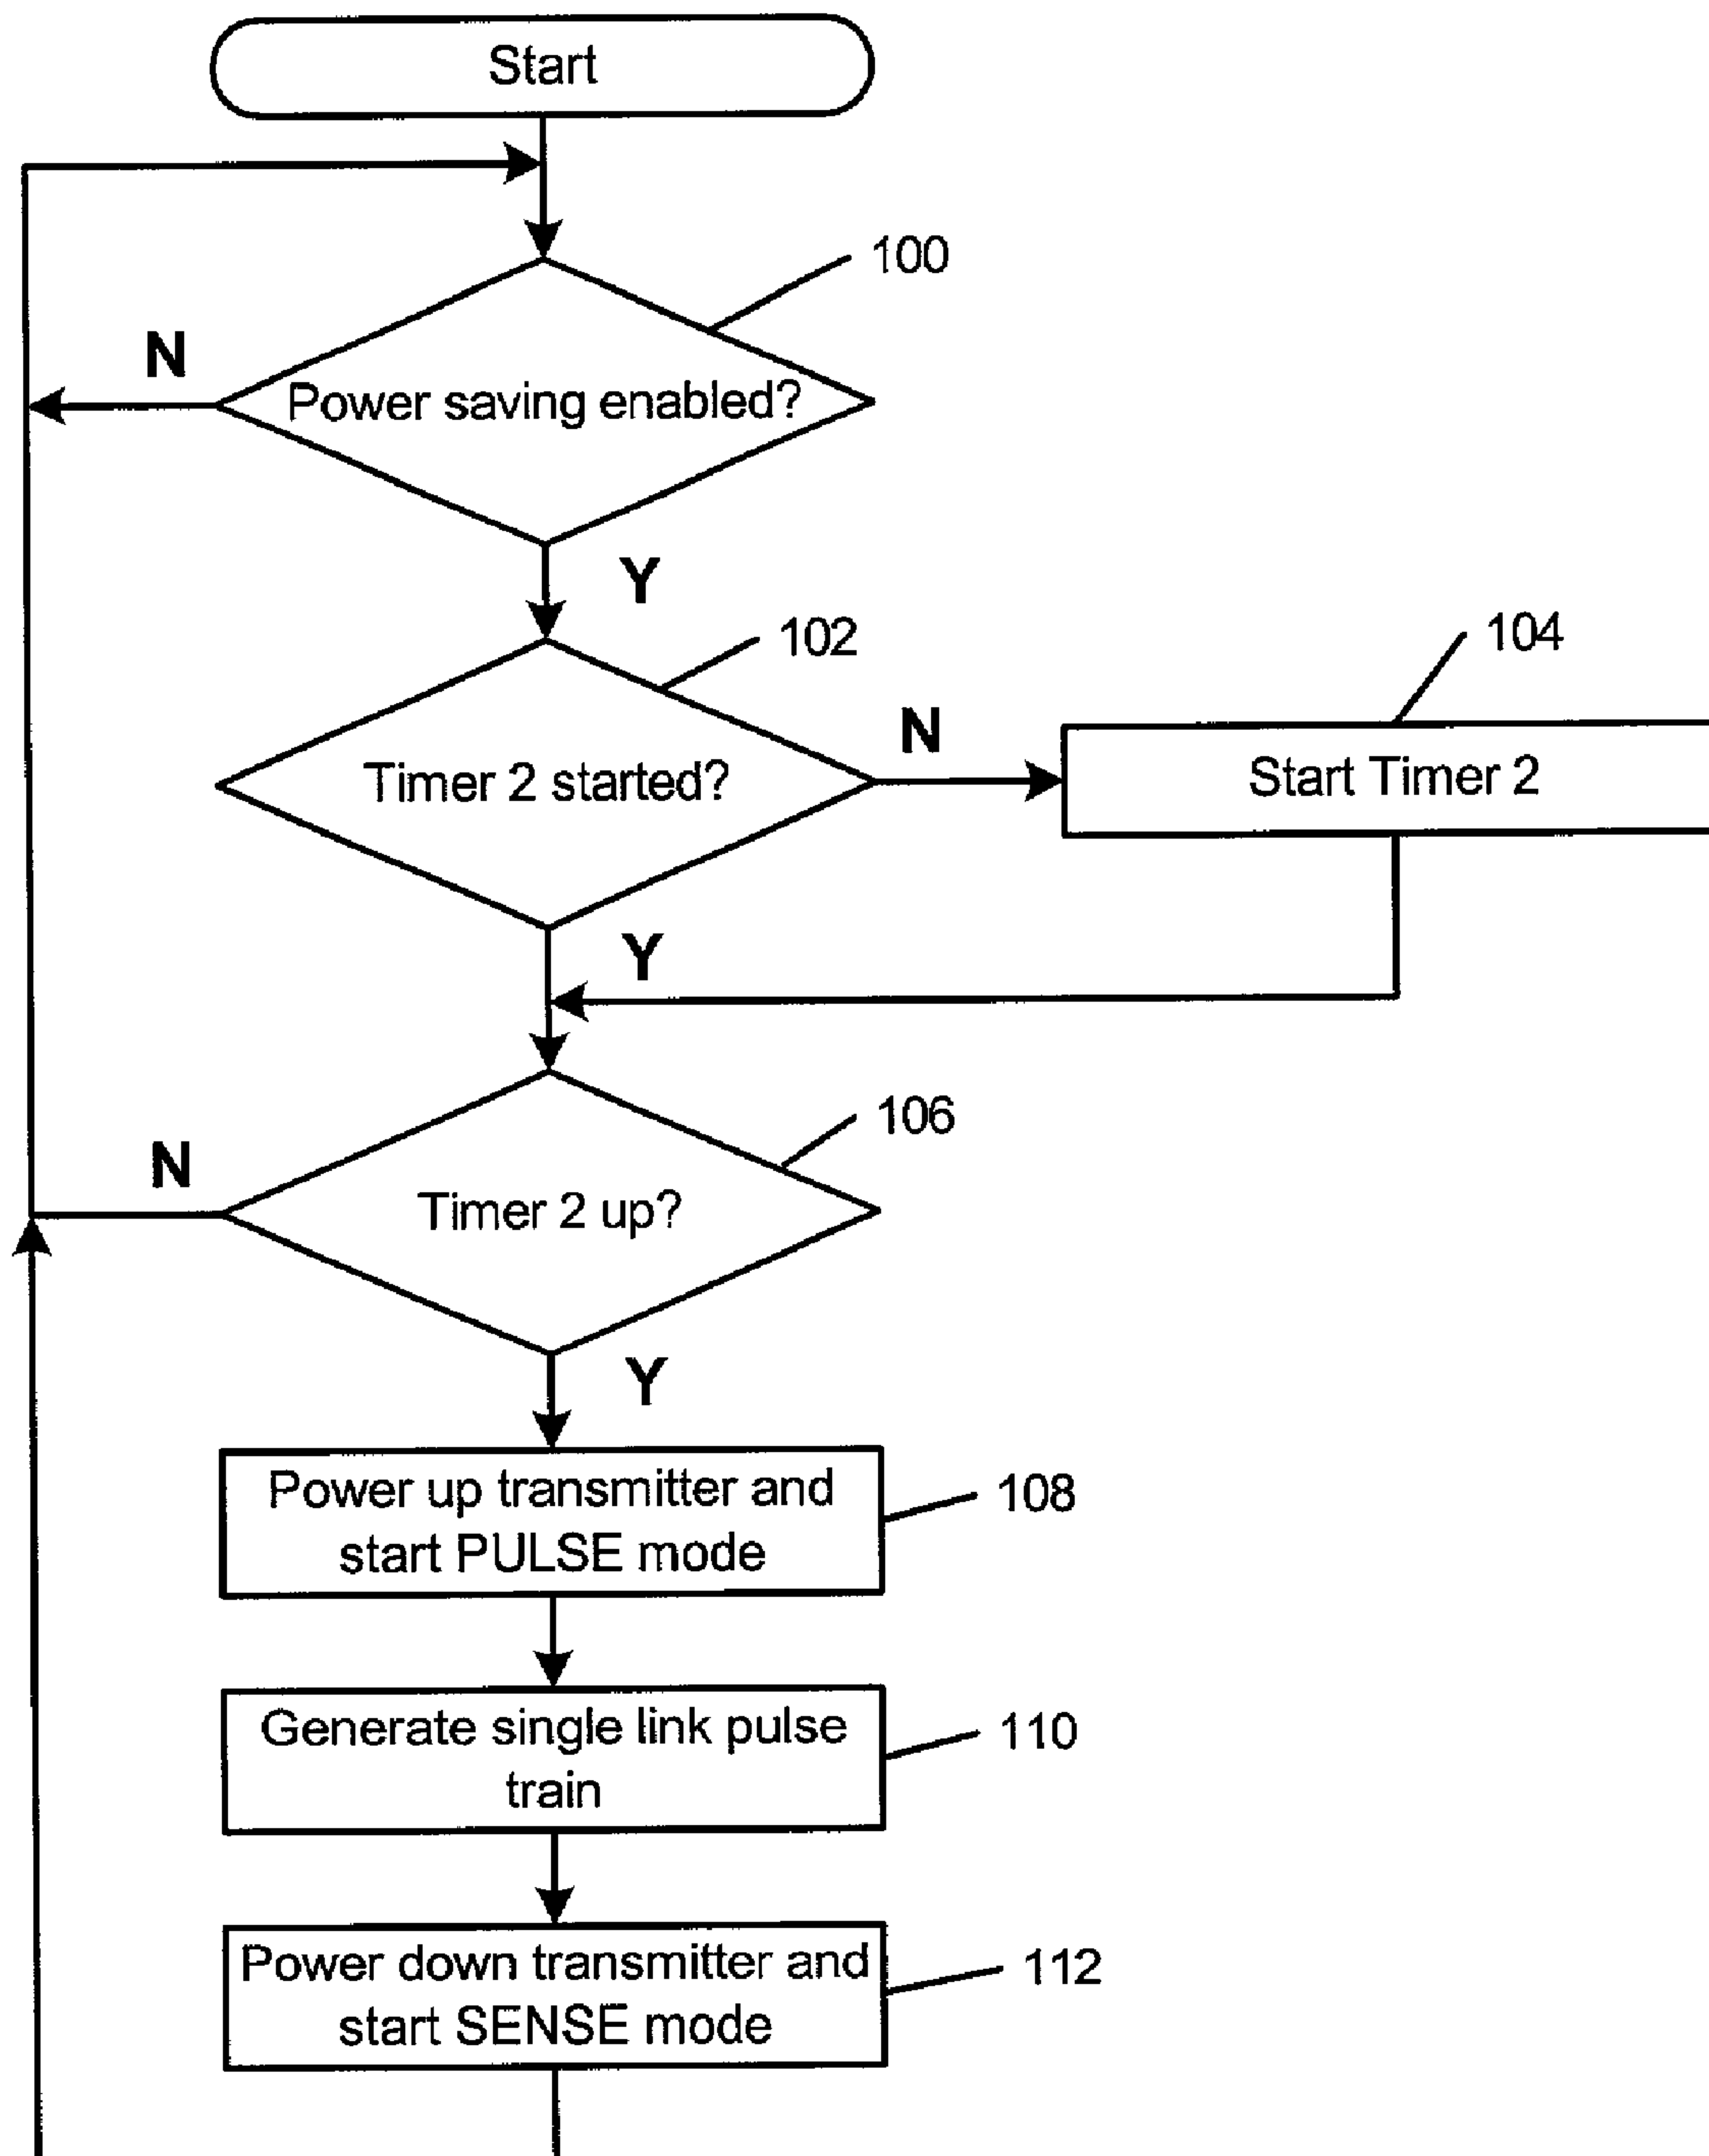 Start
100
N
Power saving enabled?
Y
102
104
N
Timer 2 started?
Start Timer 2
Y
106
N
Timer 2 up?
Y
Power up transmitter and
start PULSE mode
108
Generate single link pulse
train
110
Power down transmitter and
start SENSE mode
112